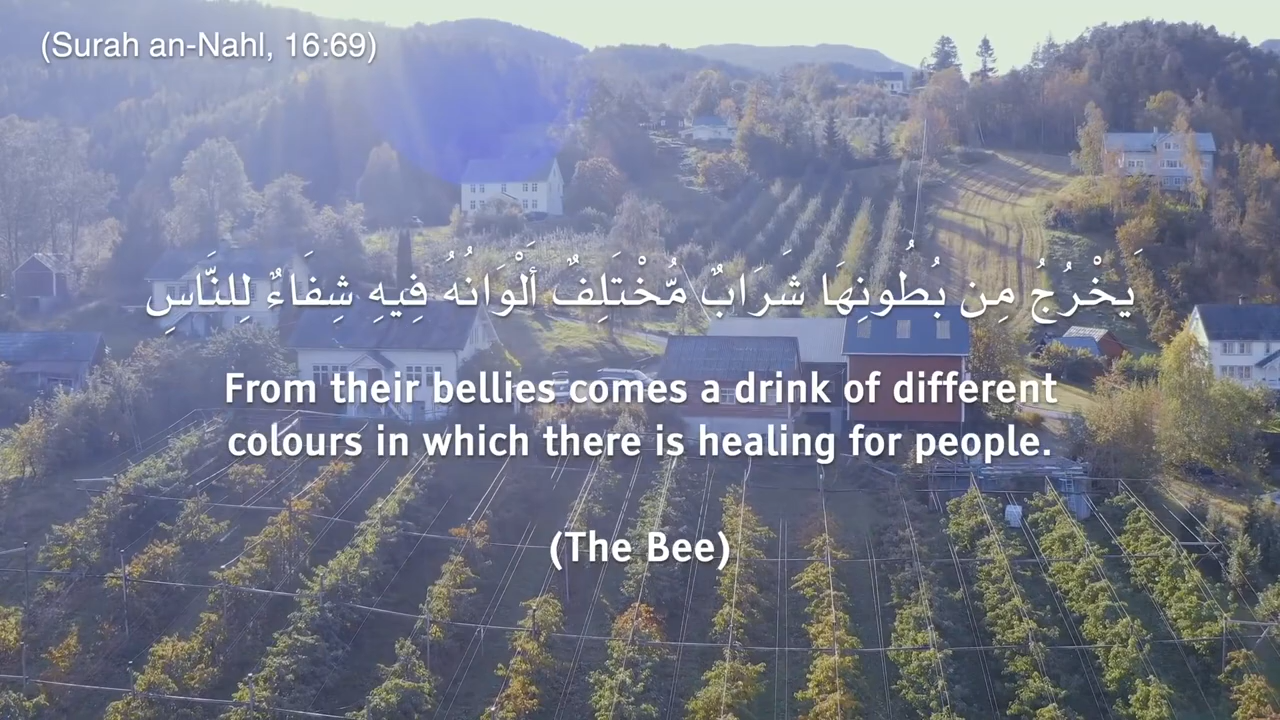 (Surah an-Nahl, 16:69)
يَخْرُجُ مِن بُطُونِهَا شَرَابٌ مُّخْتَلِفٌ أَلْوَانُهُ فِيهِ شِفَاءٌ لِلنَّاسِ
From their bellies comes a drink of different
colours in which there is healing for people.
(The Bee)